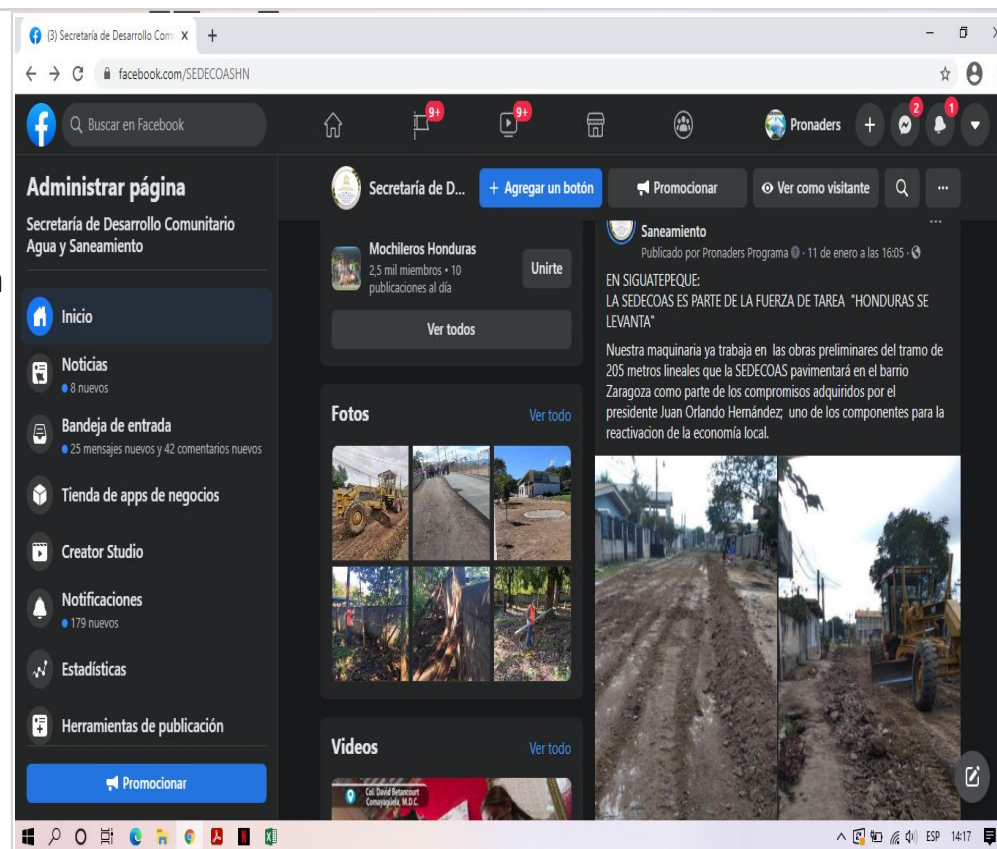 (3) Secretaría de Desarrollo Com
facebook.com/SEDECOASHN
Buscar en Facebook
9+
9+
Pronaders
2
1
Administrar página
Secretaría de Desarrollo Comunitario
Agua y Saneamiento
Inicio
Noticias
8 nuevos
Bandeja de entrada
25 mensajes nuevos y 42 comentarios nuevos
Tienda de apps de negocios
Creator Studio
Notificaciones
179 nuevos
Estadísticas
Herramientas de publicación
Promocionar
Secretaría de D...
+ Agregar un botón
Promocionar
Ver como visitante
Mochileros Honduras
2,5 mil miembros • 10
publicaciones al día
Unirte
Ver todos
Fotos
Ver todo
Videos
Ver todo
Col. David Betancourt
Comayagüela, M.D.C.
Saneamiento
Publicado por Pronaders Programa · 11 de enero a las 16:05 ·
EN SIGUATEPEQUE:
LA SEDECOAS ES PARTE DE LA FUERZA DE TAREA "HONDURAS SE
LEVANTA"
Nuestra maquinaria ya trabaja en las obras preliminares del tramo de
205 metros lineales que la SEDECOAS pavimentará en el barrio
Zaragoza como parte de los compromisos adquiridos por el
presidente Juan Orlando Hernández; uno de los componentes para la
reactivacion de la economía local.
ESP
14:17